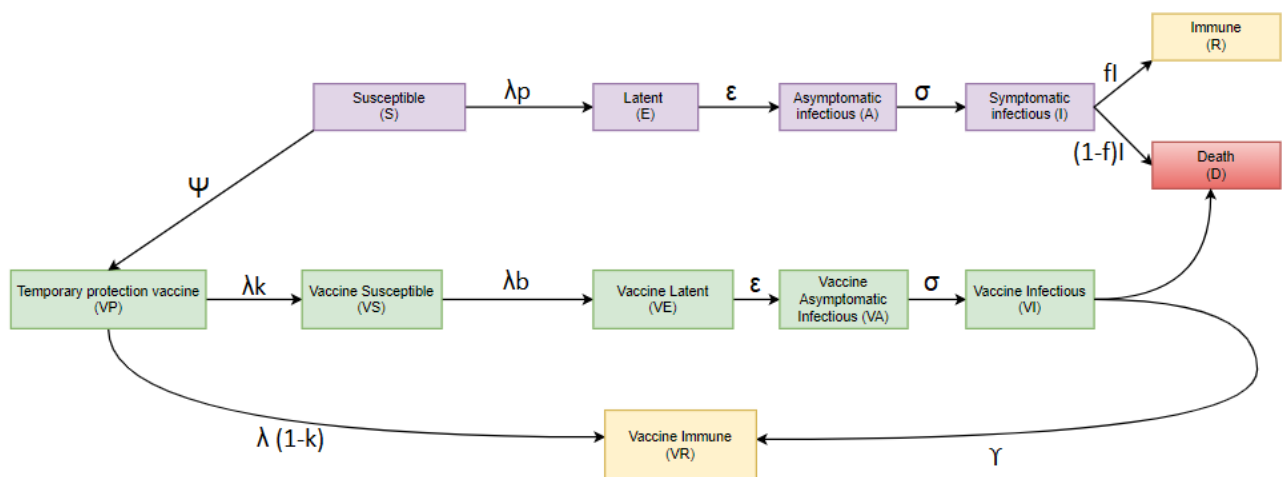 Immune
(R)
fI
Susceptible
(S)
λp
Latent
(E)
ε
Asymptomatic
infectious (A)
σ
Symptomatic
infectious (I)
(1-f)I
Death
(D)
Ψ
Temporary protection vaccine
(VP)
λk
Vaccine Susceptible
(VS)
λb
Vaccine Latent
(VE)
ε
Vaccine
Asymptomatic
Infectious (VA)
σ
Vaccine Infectious
(VI)
λ (1-k)
Vaccine Immune
(VR)
ϒ